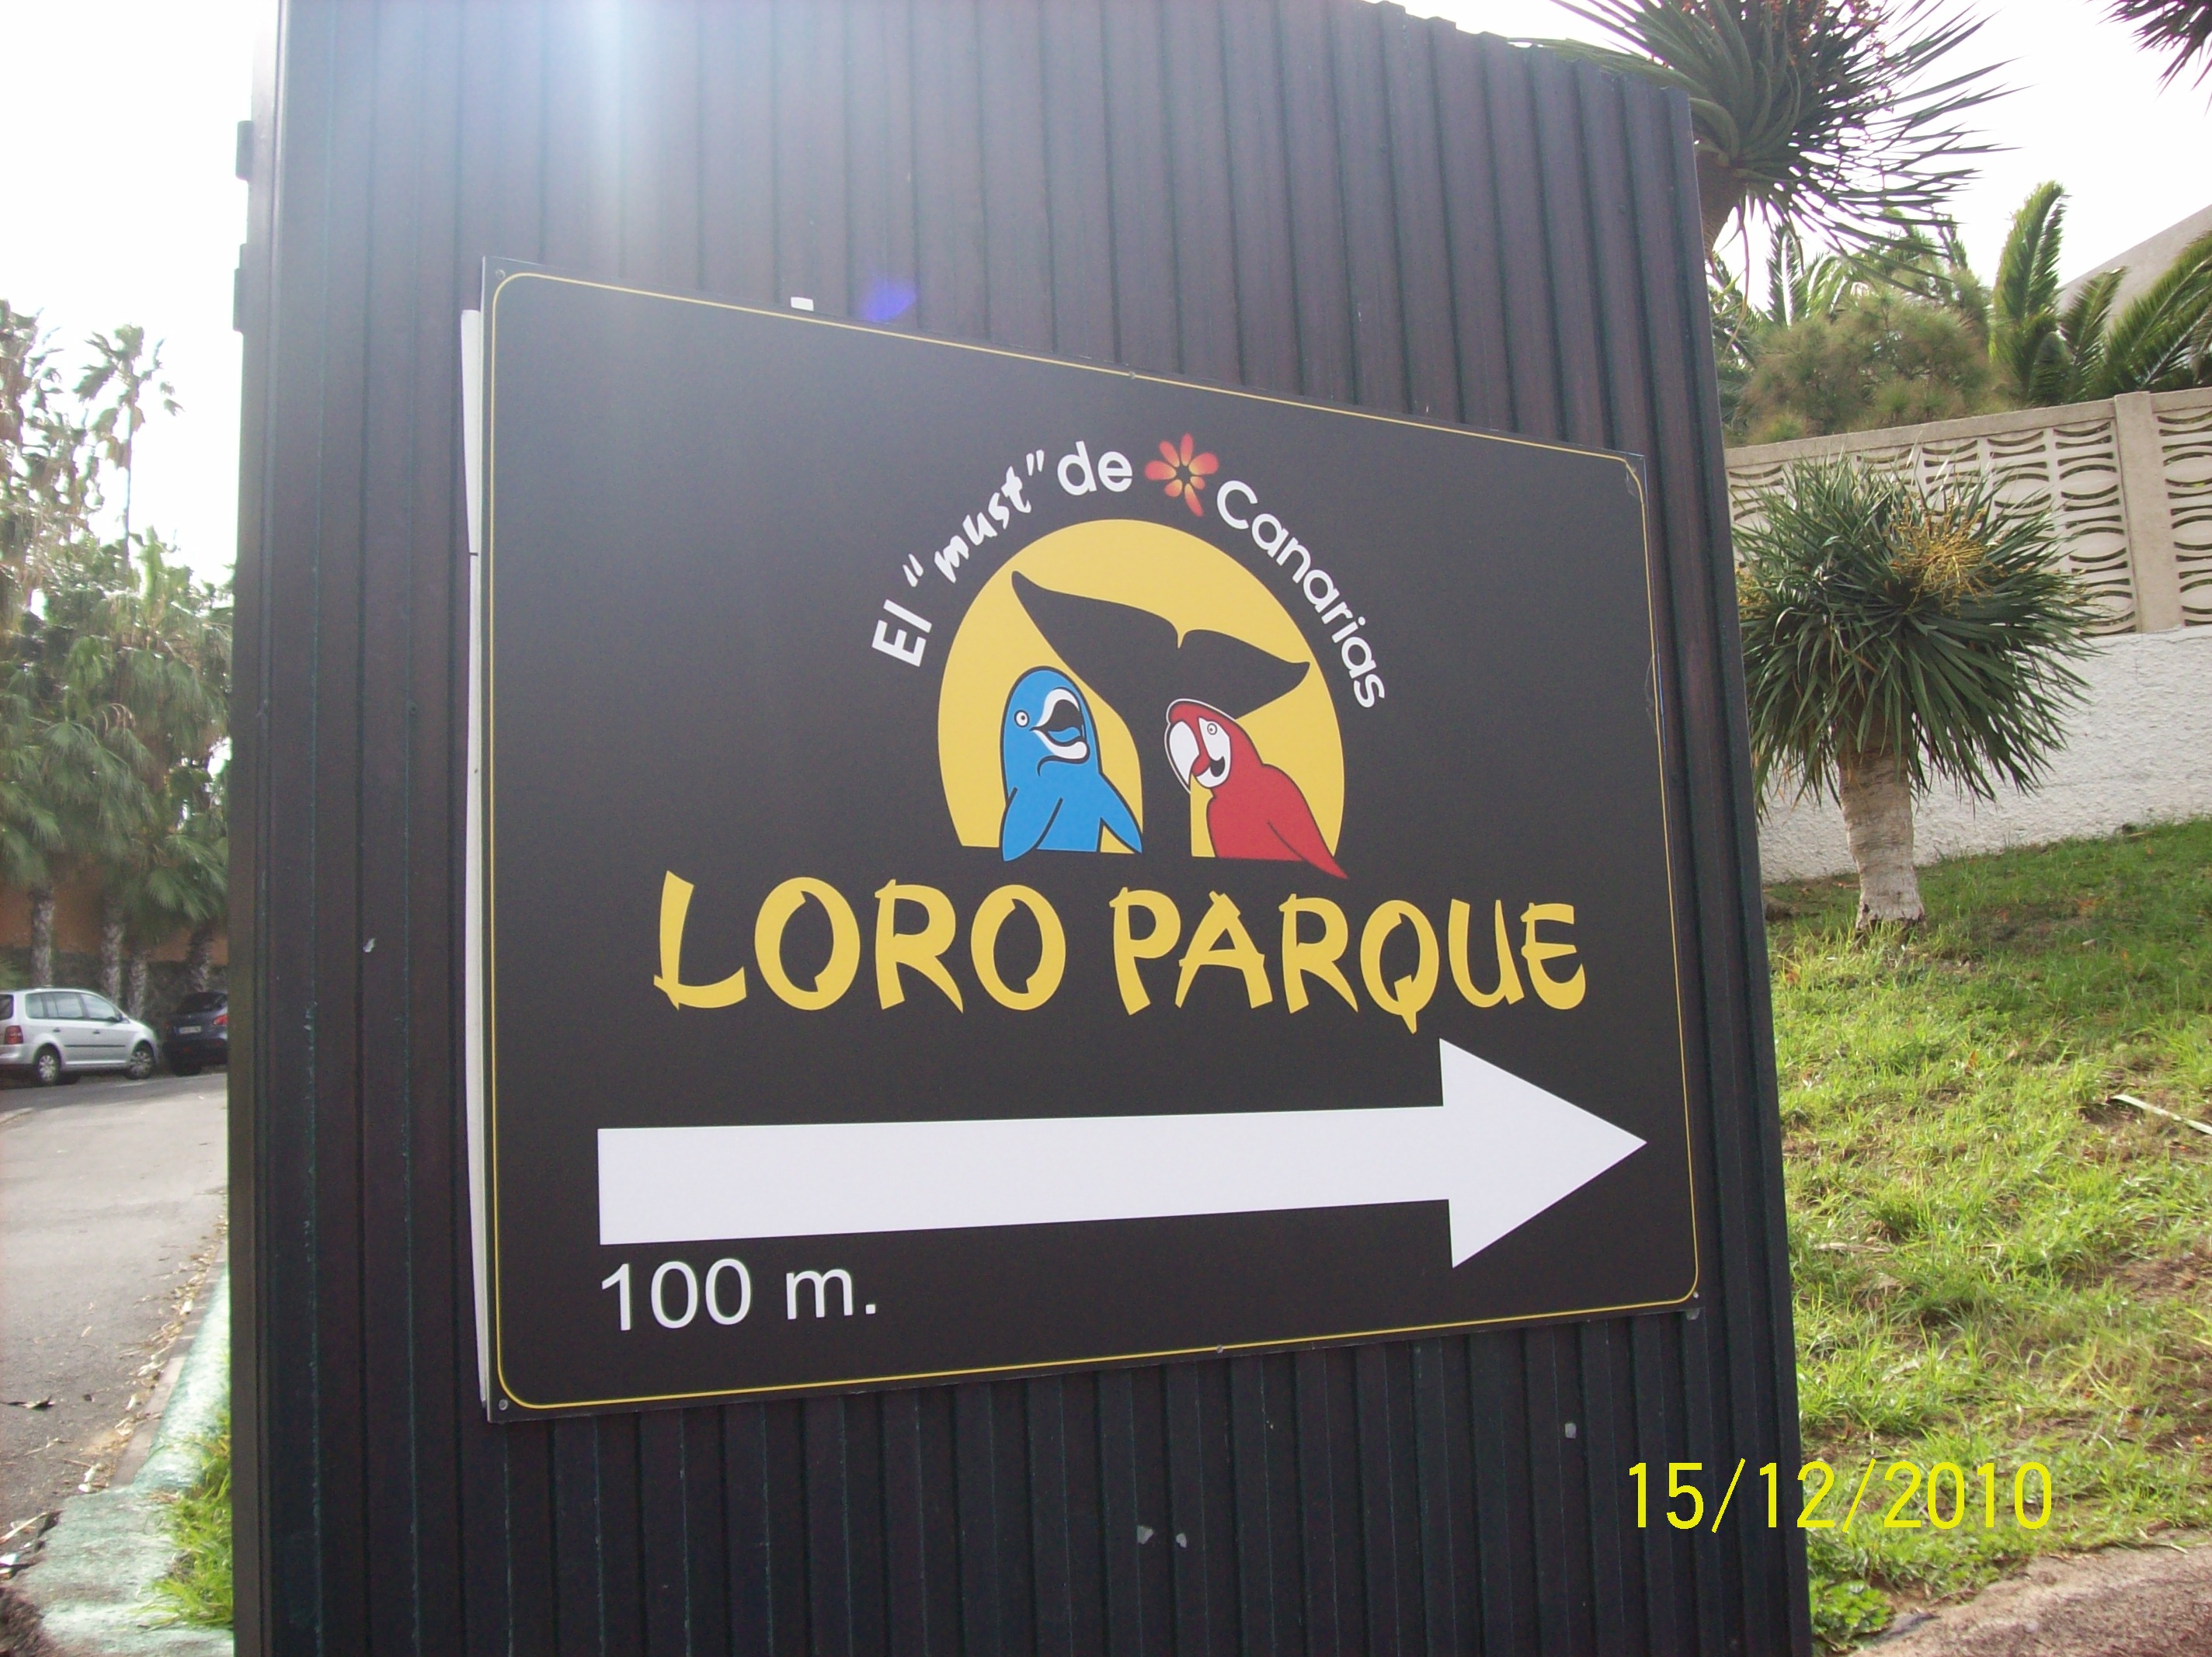 El "must" de Canarias
LORO PARQUE
100 m.
15/12/2010